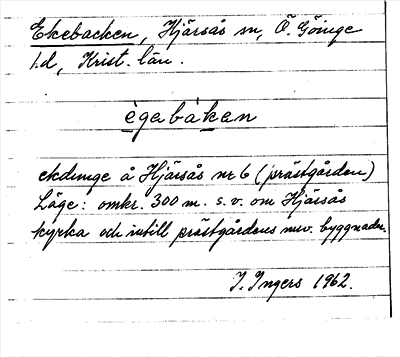 Ekebacken, Hjärsås sn, Ö. Göinge
hd, Krist. län.
ègabàkan
ekdunge å Hjärsås nr 6 (prästgården)
Läge: omkr. 300 m. s. v. om Hjärsås
kyrka och intill prästgårdens nuv. byggnader.
I. Ingers 1962.